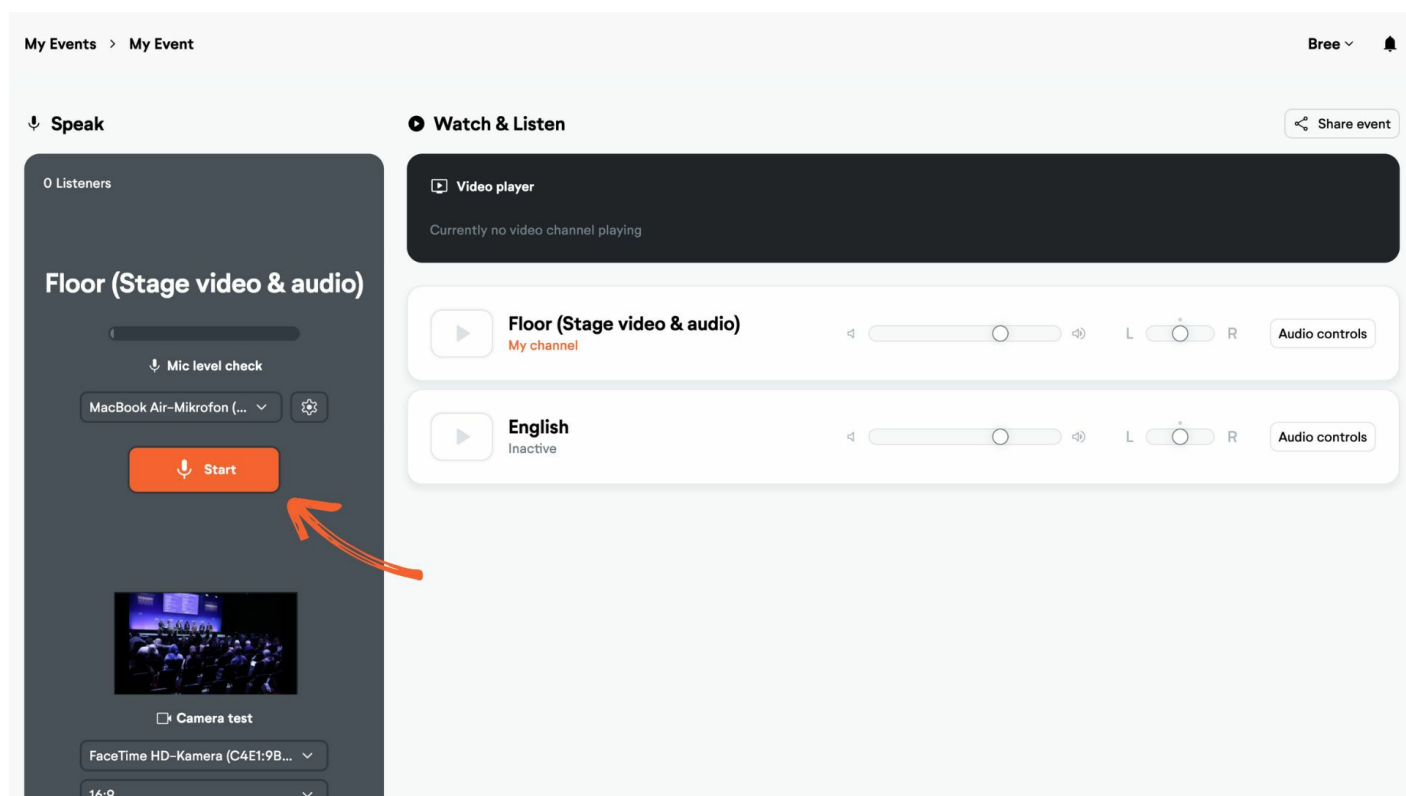 My Events > My Event
Bree
Speak
Watch & Listen
Share event
0 Listeners
Floor (Stage video & audio)
Mic level check
MacBook Air-Mikrofon (...
Start
Camera test
FaceTime HD-Kamera (C4E1:9B...
16:9
Video player
Currently no video channel playing
Floor (Stage video & audio)
My channel
L
R
Audio controls
English
Inactive
L
R
Audio controls